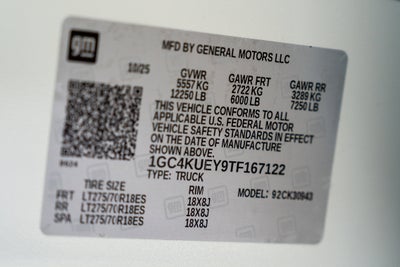 gm
MFD BY GENERAL MOTORS LLC
10/25 GVWR GAWR FRT GAWR RR
5557 KG 2722 KG 3289 KG
12250 LB 6000 LB 7250 LB
THIS VEHICLE CONFORMS TO ALL
APPLICABLE U.S. FEDERAL MOTOR
VEHICLE SAFETY STANDARDS IN EFFECT
ON THE DATE OF MANUFACTURE
SHOWN ABOVE.
1GC4KUEY9TF167122
TYPE: TRUCK
TIRE SIZE RIM MODEL: 92CK30943
FRT LT275/70R18ES 18X8J
RR LT275/70R18ES 18X8J
SPA LT275/70R18ES 18X8J